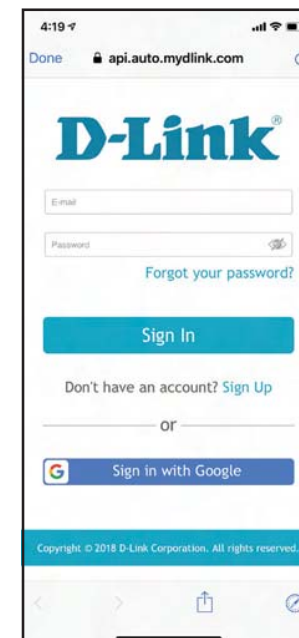 4:19
Done api.auto.mydlink.com
D-Link®
E-mail
Password
Forgot your password?
Sign In
Don't have an account? Sign Up
or
G Sign in with Google
Copyright © 2018 D-Link Corporation. All rights reserved.